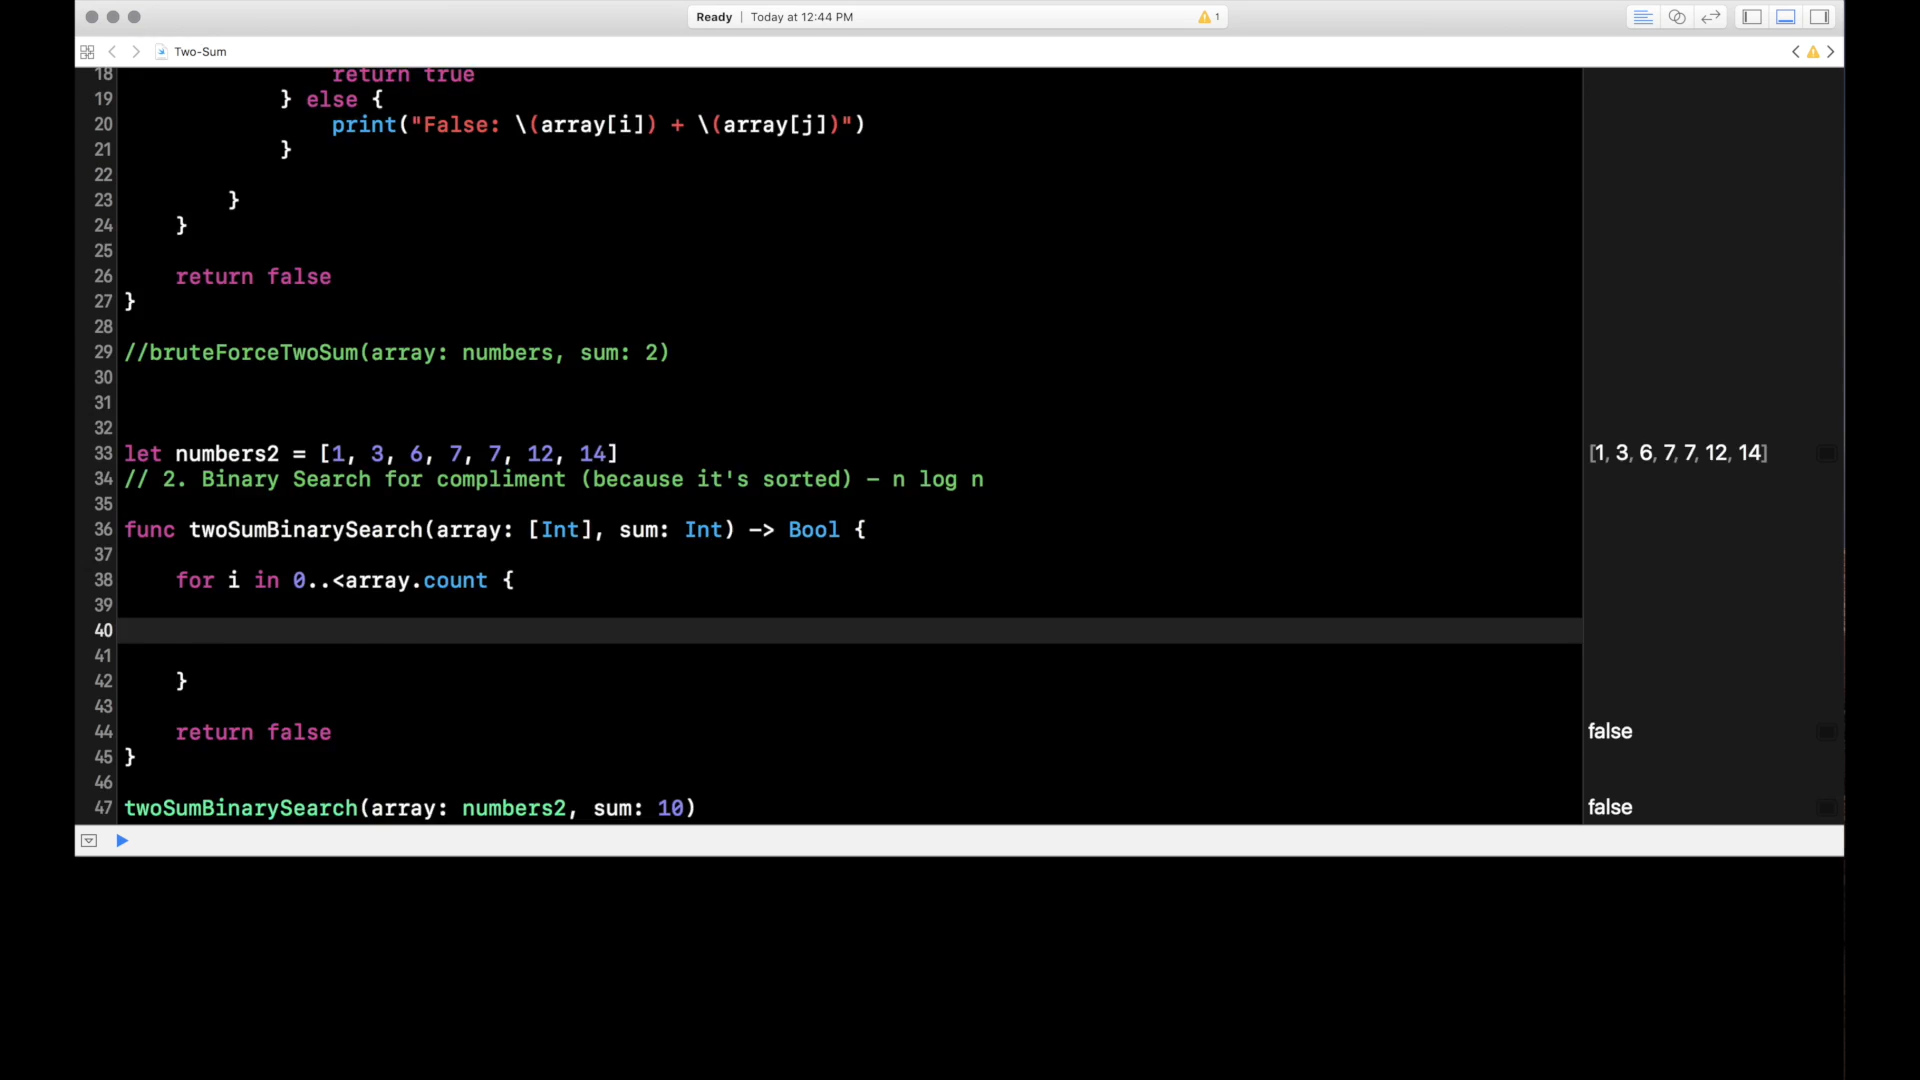 Ready | Today at 12:44 PM 1
Two-Sum
18 return true
19 } else {
20 print("False: \(array[i]) + \(array[j])")
21 }
22
23 }
24 }
25
26 return false
27 }
28
29 //bruteForceTwoSum(array: numbers, sum: 2)
30
31
32
33 let numbers2 = [1, 3, 6, 7, 7, 12, 14] [1, 3, 6, 7, 7, 12, 14]
34 // 2. Binary Search for compliment (because it's sorted) – n log n
35
36 func twoSumBinarySearch(array: [Int], sum: Int) -> Bool {
37
38 for i in 0..<array.count {
39
40
41
42 }
43
44 return false false
45 }
46
47 twoSumBinarySearch(array: numbers2, sum: 10) false